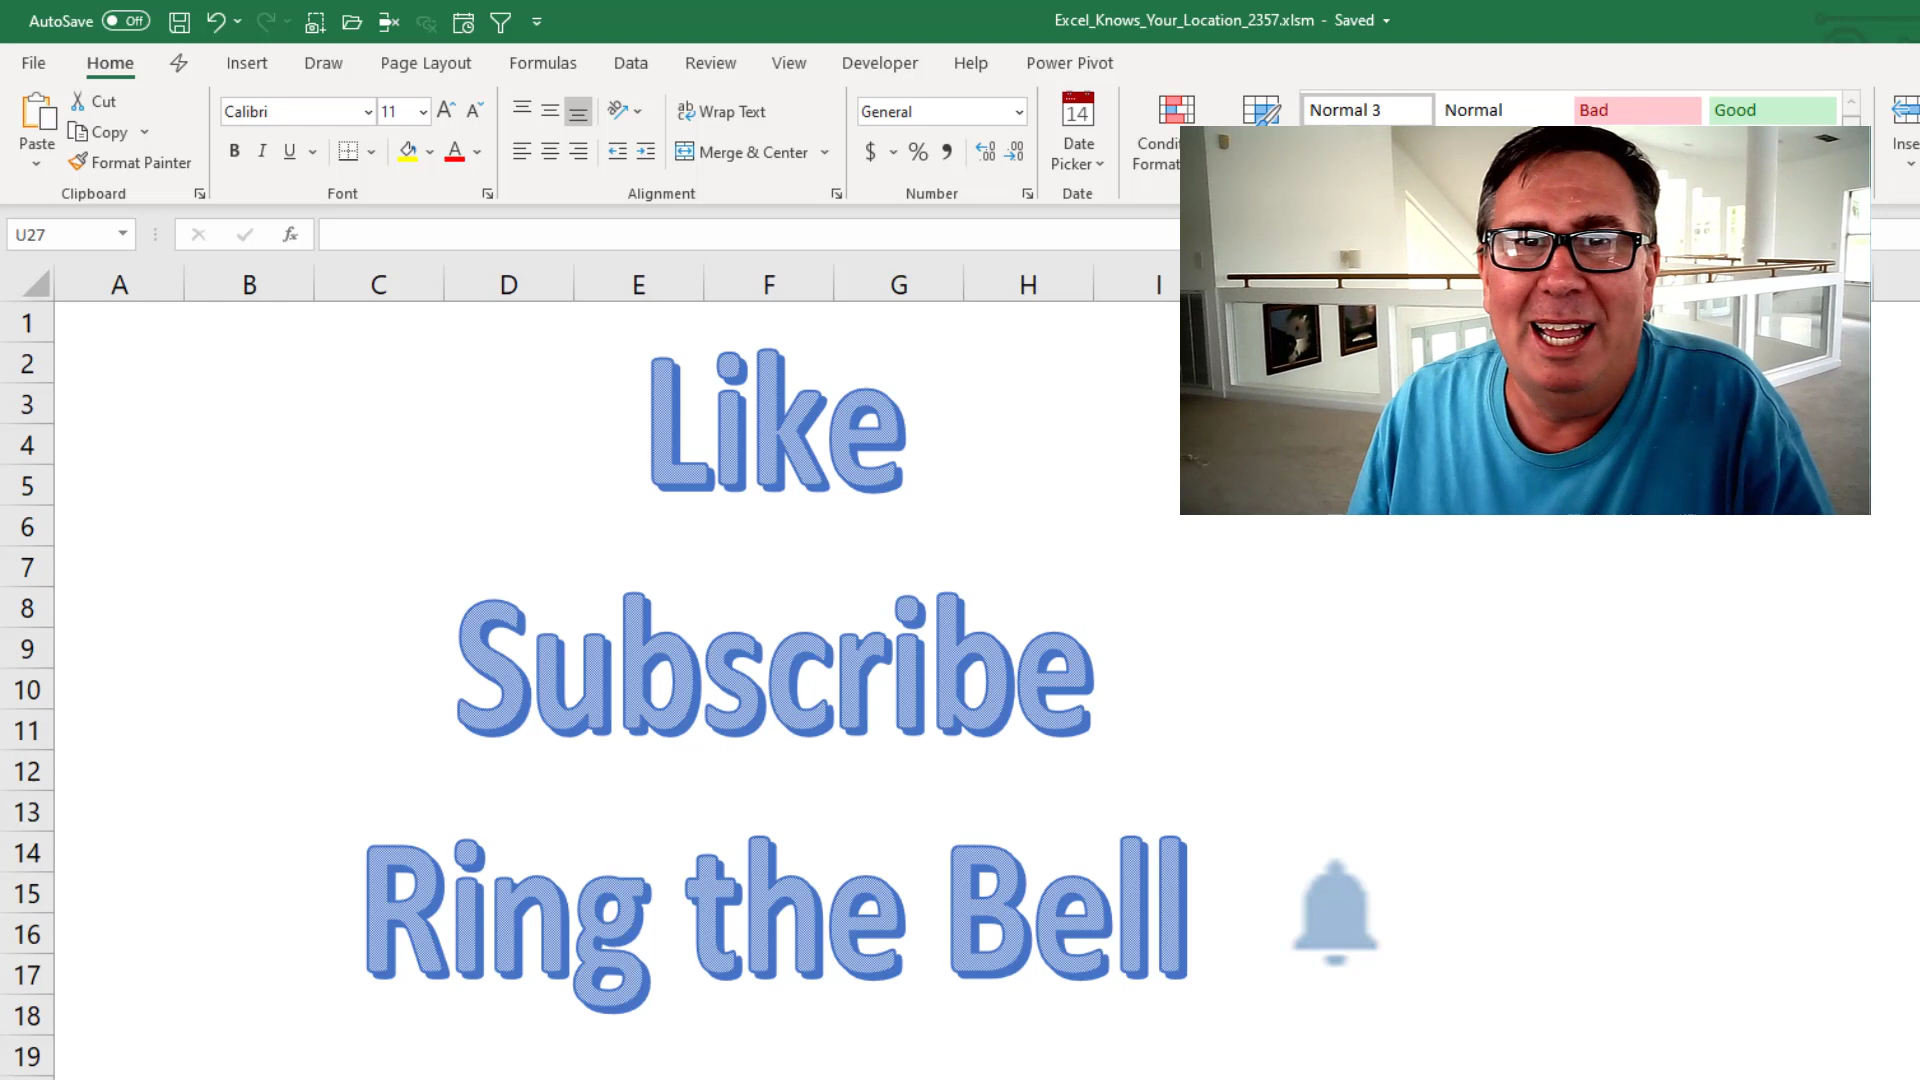 AutoSave Off Excel_Knows_Your_Location_2357.xlsm - Saved
File Home Insert Draw Page Layout Formulas Data Review View Developer Help Power Pivot
Paste Cut Copy Format Painter Clipboard
Calibri 11 B I U A Font
ab Wrap Text Merge & Center Alignment
General $ % Number
14 Date Picker Date
Normal 3 Normal Bad Good
U27 fx
A B C D E F G H I
1
2
3
4
5
6
7
8
9
10
11
12
13
14
15
16
17
18
19
Like
Subscribe
Ring the Bell